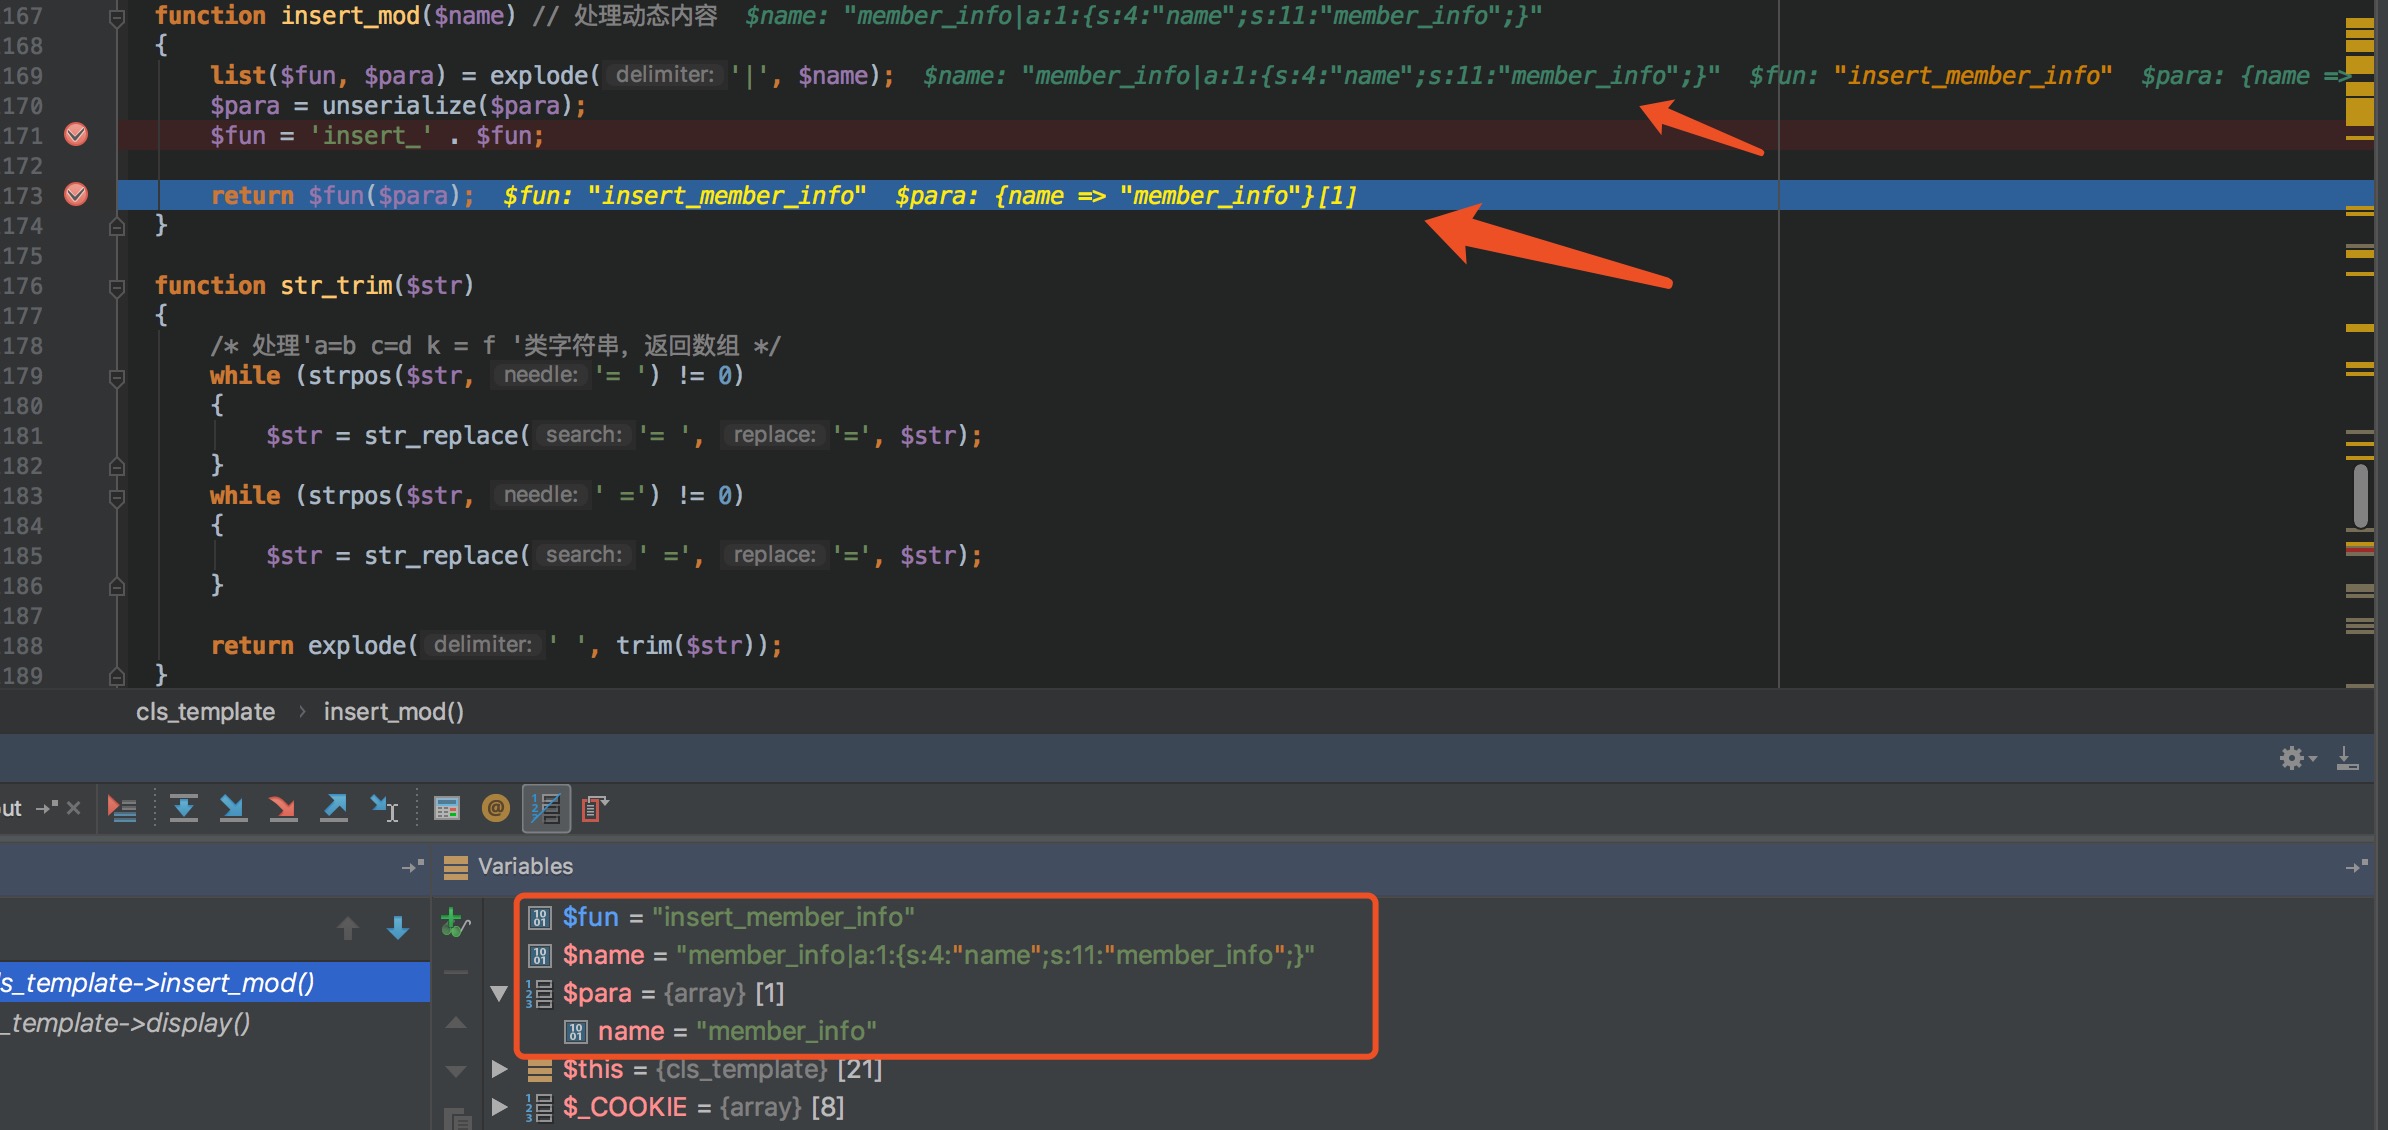 167 function insert_mod($name) // 处理动态内容 $name: "member_info|a:1:{s:4:"name";s:11:"member_info";}"
168 {
169 list($fun, $para) = explode( delimiter: '|', $name); $name: "member_info|a:1:{s:4:"name";s:11:"member_info";}" $fun: "insert_member_info" $para: {name =>
170 $para = unserialize($para);
171 $fun = 'insert_' . $fun;
172
173 return $fun($para); $fun: "insert_member_info" $para: {name => "member_info"}[1]
174 }
175
176 function str_trim($str)
177 {
178 /* 处理'a=b c=d k = f '类字符串，返回数组 */
179 while (strpos($str, needle: '= ') != 0)
180 {
181 $str = str_replace( search: '= ', replace: '=', $str);
182 }
183 while (strpos($str, needle: ' =') != 0)
184 {
185 $str = str_replace( search: ' =', replace: '=', $str);
186 }
187
188 return explode( delimiter: ' ', trim($str));
189 }
cls_template › insert_mod()
out
Variables
$fun = "insert_member_info"
$name = "member_info|a:1:{s:4:"name";s:11:"member_info";}"
ls_template->insert_mod()
$para = {array} [1]
_template->display()
name = "member_info"
$this = {cls_template} [21]
$_COOKIE = {array} [8]